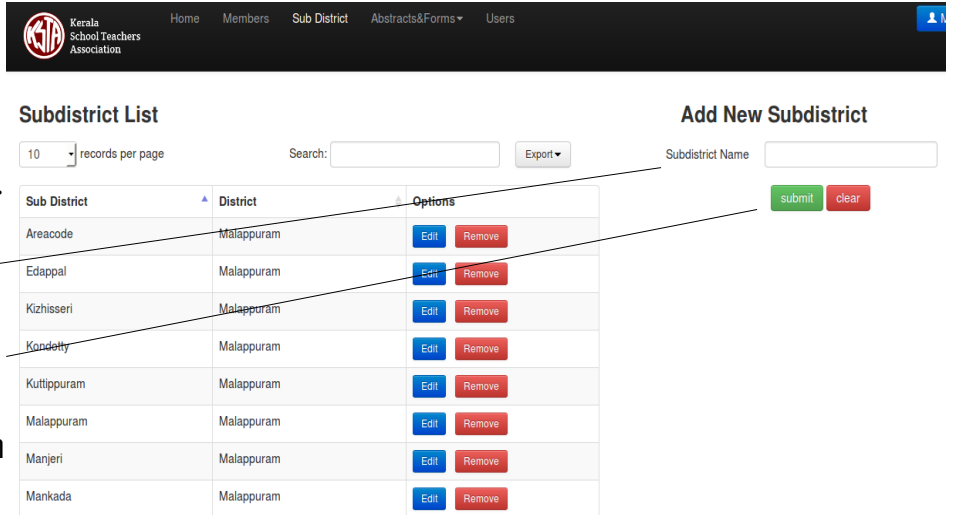 KSTA
Kerala
School Teachers
Association
Home Members Sub District Abstracts&Forms Users
Subdistrict List
10 records per page Search: Export
Sub District District Options
Areacode Malappuram Edit Remove
Edappal Malappuram Edit Remove
Kizhisseri Malappuram Edit Remove
Kondotty Malappuram Edit Remove
Kuttippuram Malappuram Edit Remove
Malappuram Malappuram Edit Remove
Manjeri Malappuram Edit Remove
Mankada Malappuram Edit Remove
Add New Subdistrict
Subdistrict Name
submit clear